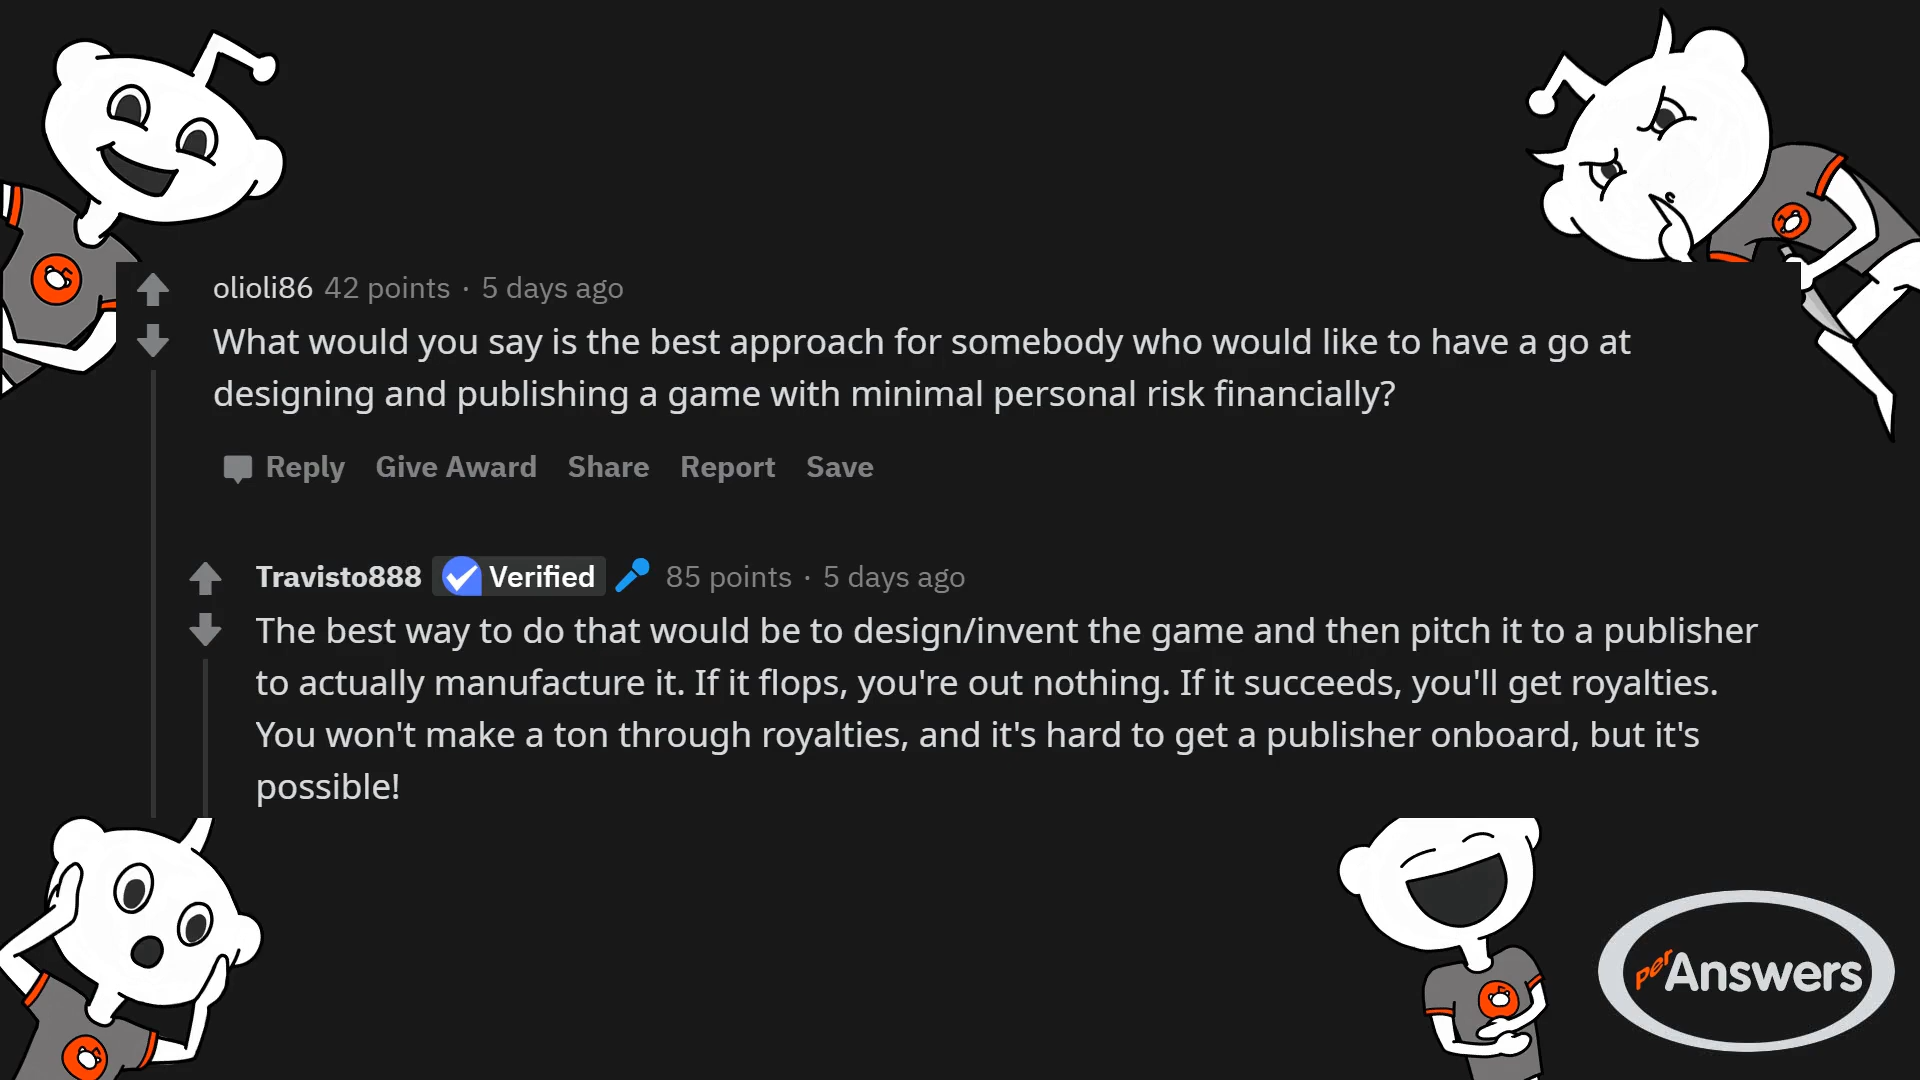 olioli86 42 points · 5 days ago
What would you say is the best approach for somebody who would like to have a go at
designing and publishing a game with minimal personal risk financially?
Reply Give Award Share Report Save
Travisto888 Verified 85 points · 5 days ago
The best way to do that would be to design/invent the game and then pitch it to a publisher
to actually manufacture it. If it flops, you're out nothing. If it succeeds, you'll get royalties.
You won't make a ton through royalties, and it's hard to get a publisher onboard, but it's
possible!
perAnswers